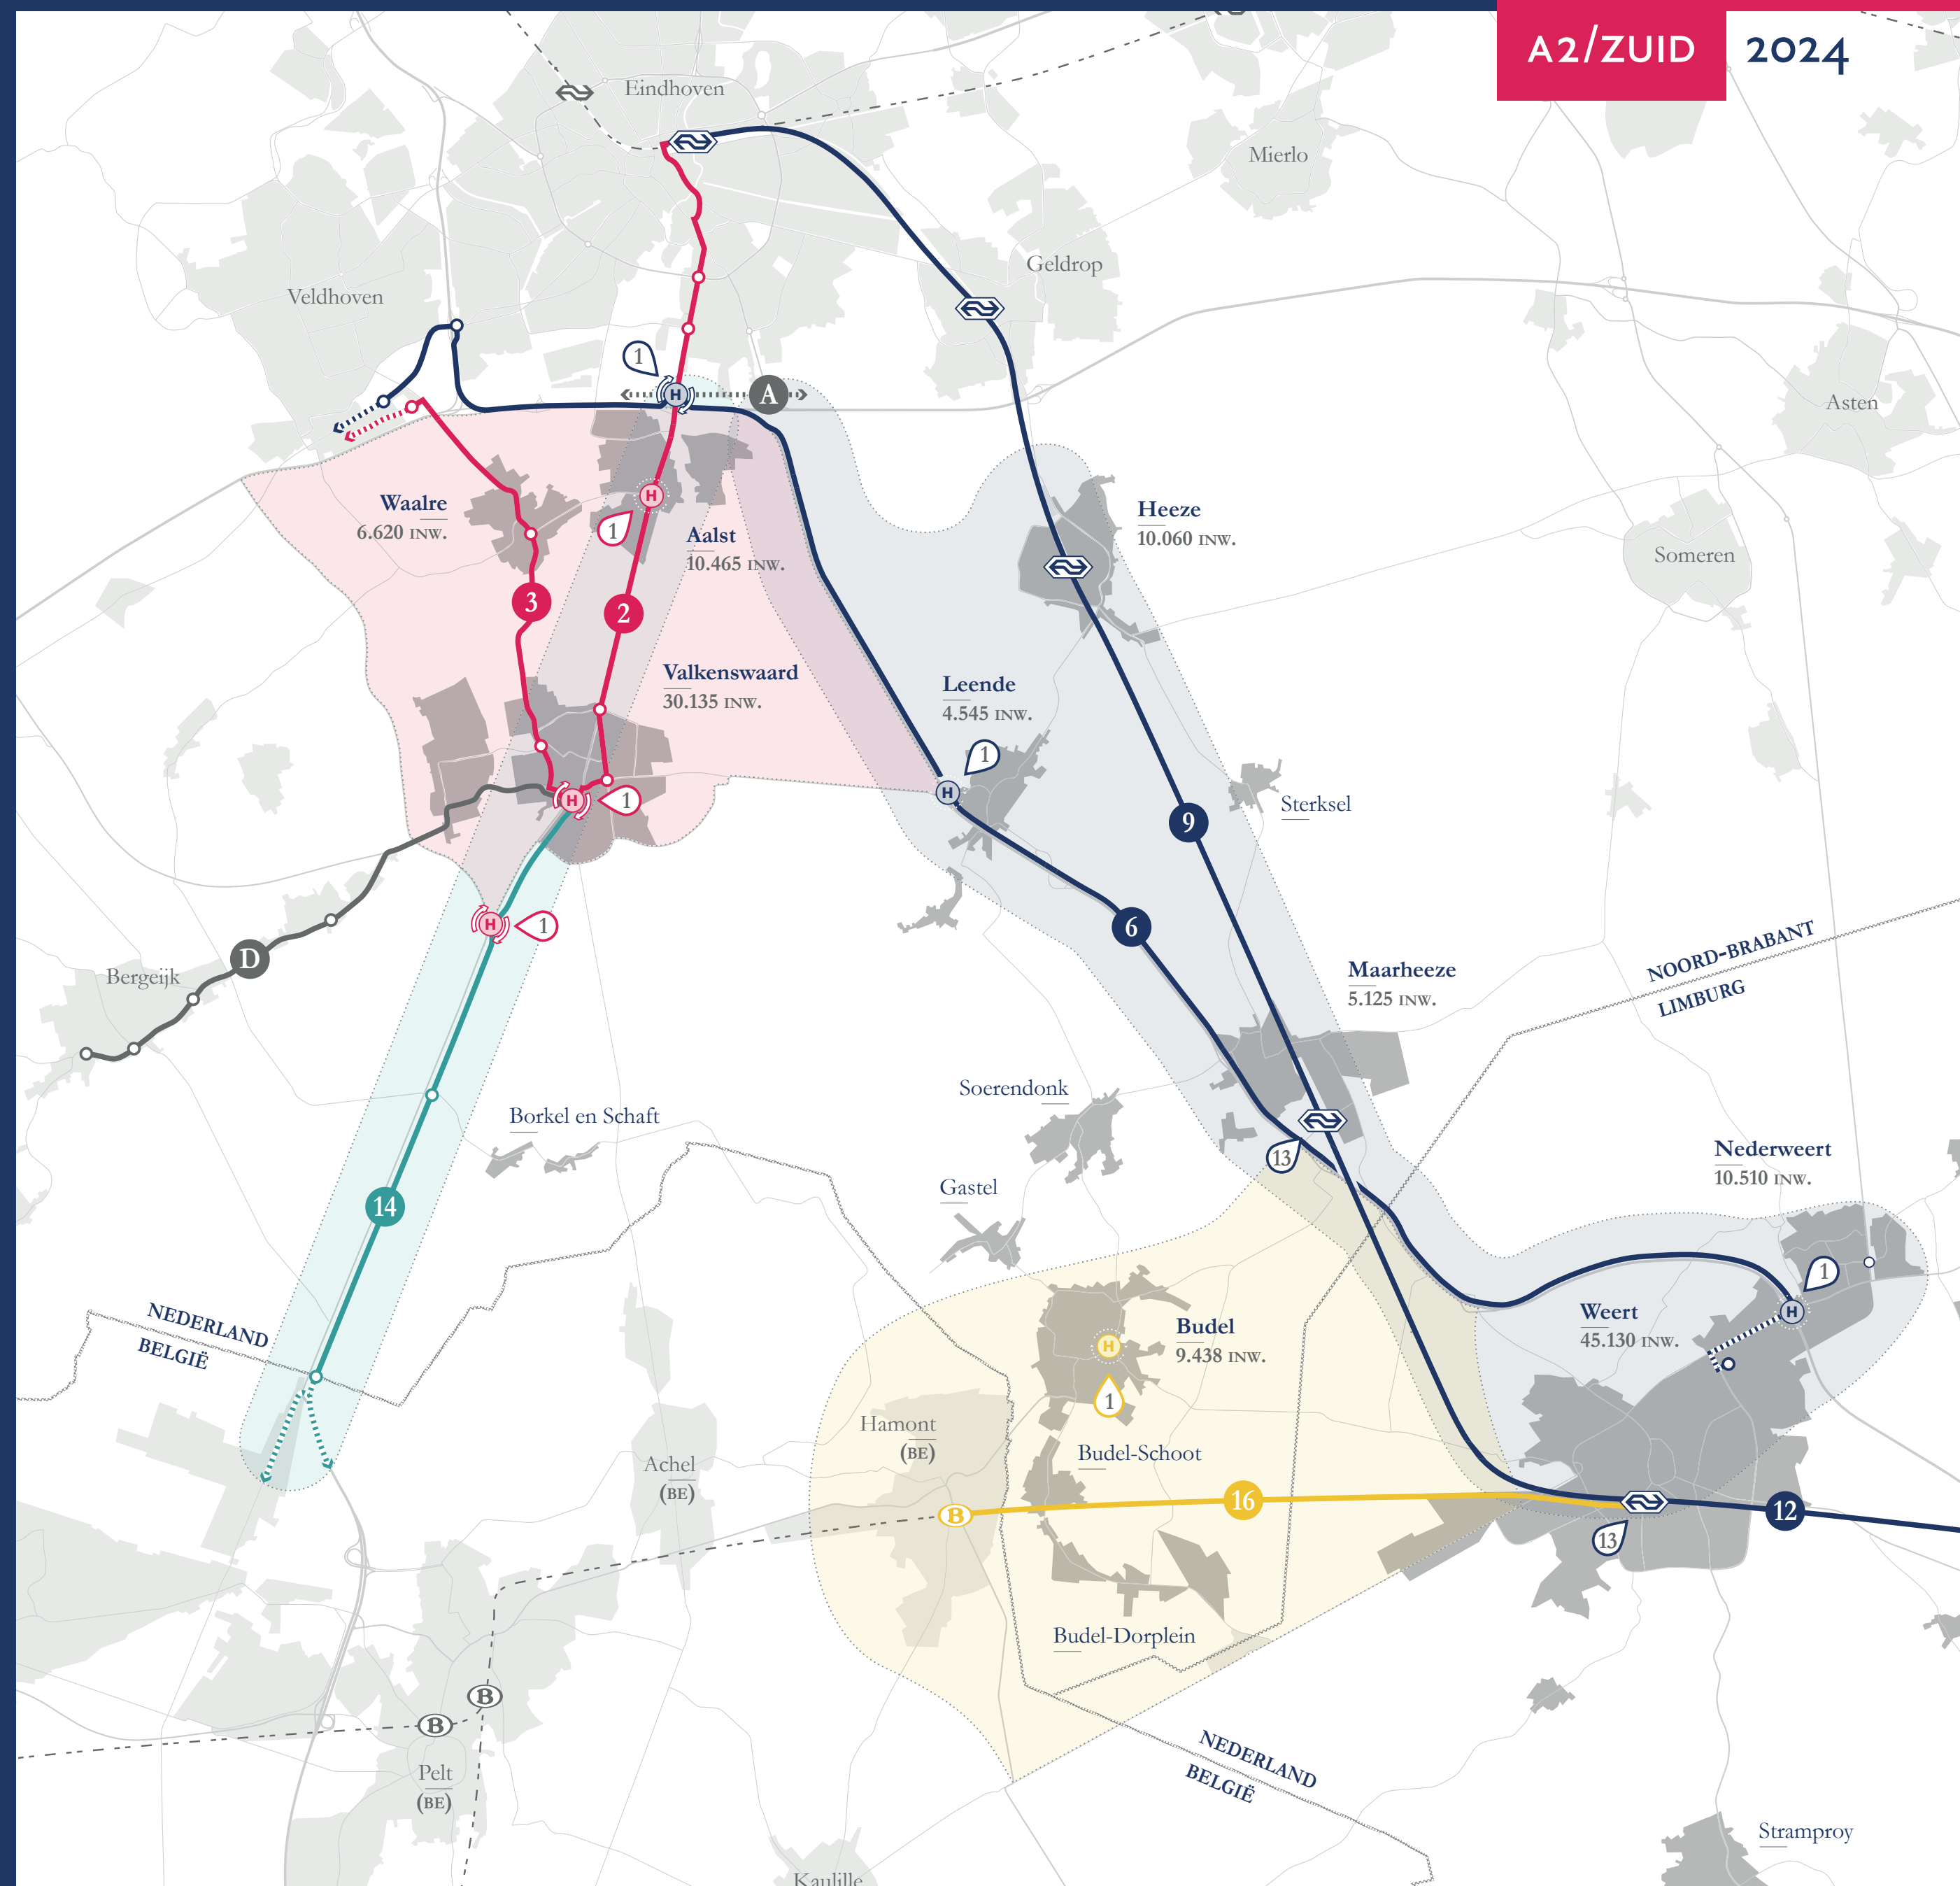 A2/ZUID 2024
Eindhoven
Mierlo
Geldrop
Veldhoven
1
H
A
Asten
Waalre
6.620 INW.
H
1
Aalst
10.465 INW.
Heeze
10.060 INW.
Someren
3
2
Valkenswaard
30.135 INW.
Leende
4.545 INW.
1
H
H
1
Sterksel
9
H
1
6
D
Bergeijk
NOORD-BRABANT
LIMBURG
Maarheeze
5.125 INW.
Soerendonk
Borkel en Schaft
13
Nederweert
10.510 INW.
Gastel
14
1
H
NEDERLAND
BELGIË
Budel
9.438 INW.
H
1
Weert
45.130 INW.
Hamont
(BE)
Budel-Schoot
Achel
(BE)
B
16
12
13
Budel-Dorplein
B
B
Pelt
(BE)
NEDERLAND
BELGIË
Stramproy
Kaulille